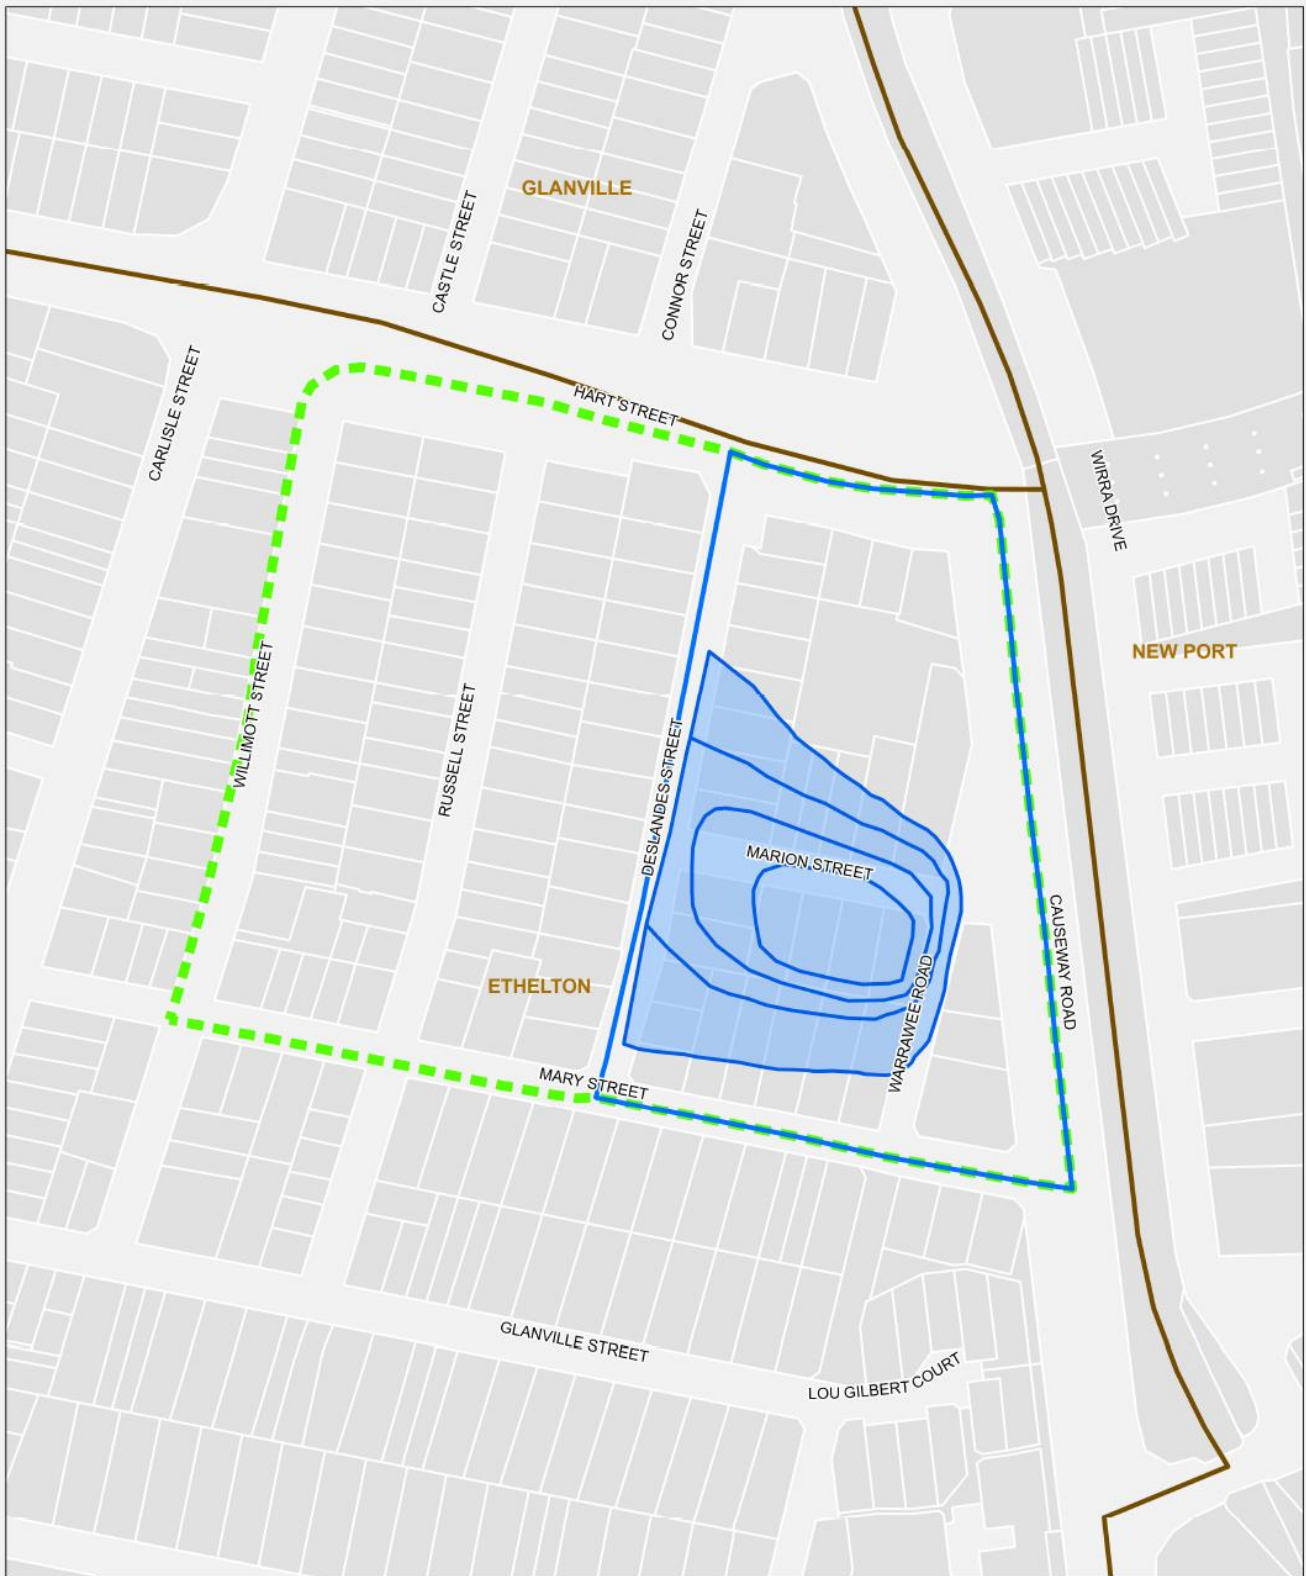 GLANVILLE
CASTLE STREET
CONNOR STREET
CARLISLE STREET
HART STREET
WIRRA DRIVE
NEW PORT
WILLIMOTT STREET
RUSSELL STREET
DESLANDES STREET
MARION STREET
CAUSEWAY ROAD
ETHELTON
WARRAWEE ROAD
MARY STREET
GLANVILLE STREET
LOU GILBERT COURT